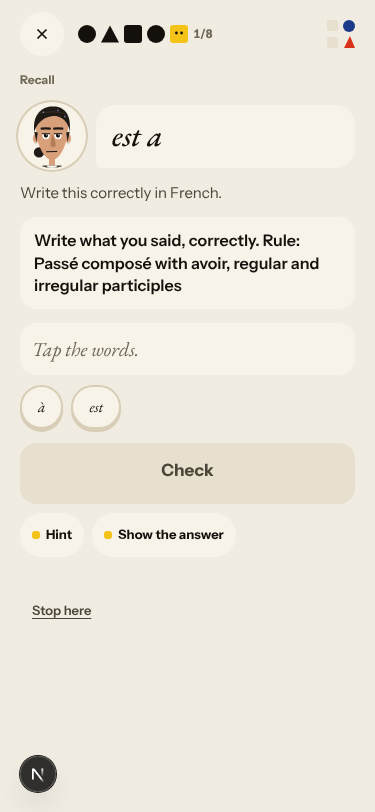 1/8
Recall
est a
Write this correctly in French.
Write what you said, correctly. Rule:
Passé composé with avoir, regular and
irregular participles
Tap the words.
à
est
Check
Hint
Show the answer
Stop here
N